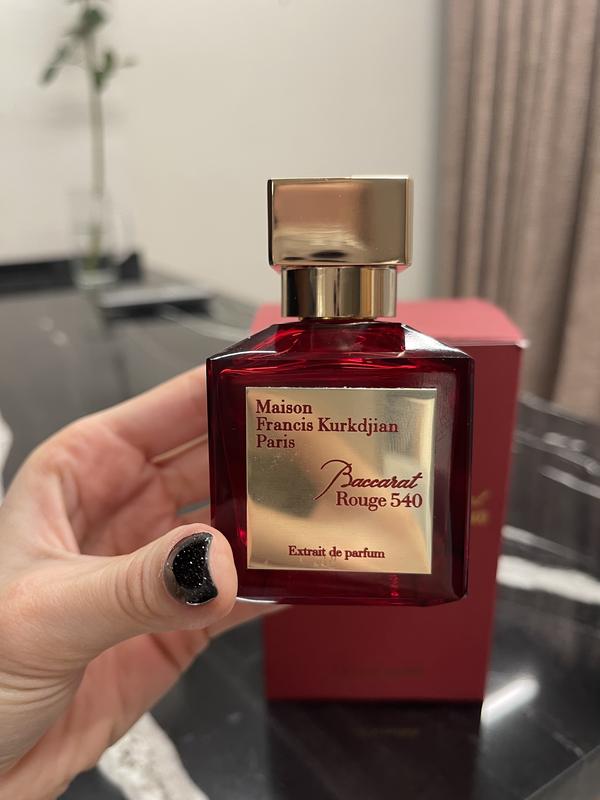 Maison
Francis Kurkdjian
Paris
Baccarat
Rouge 540
Extrait de parfum